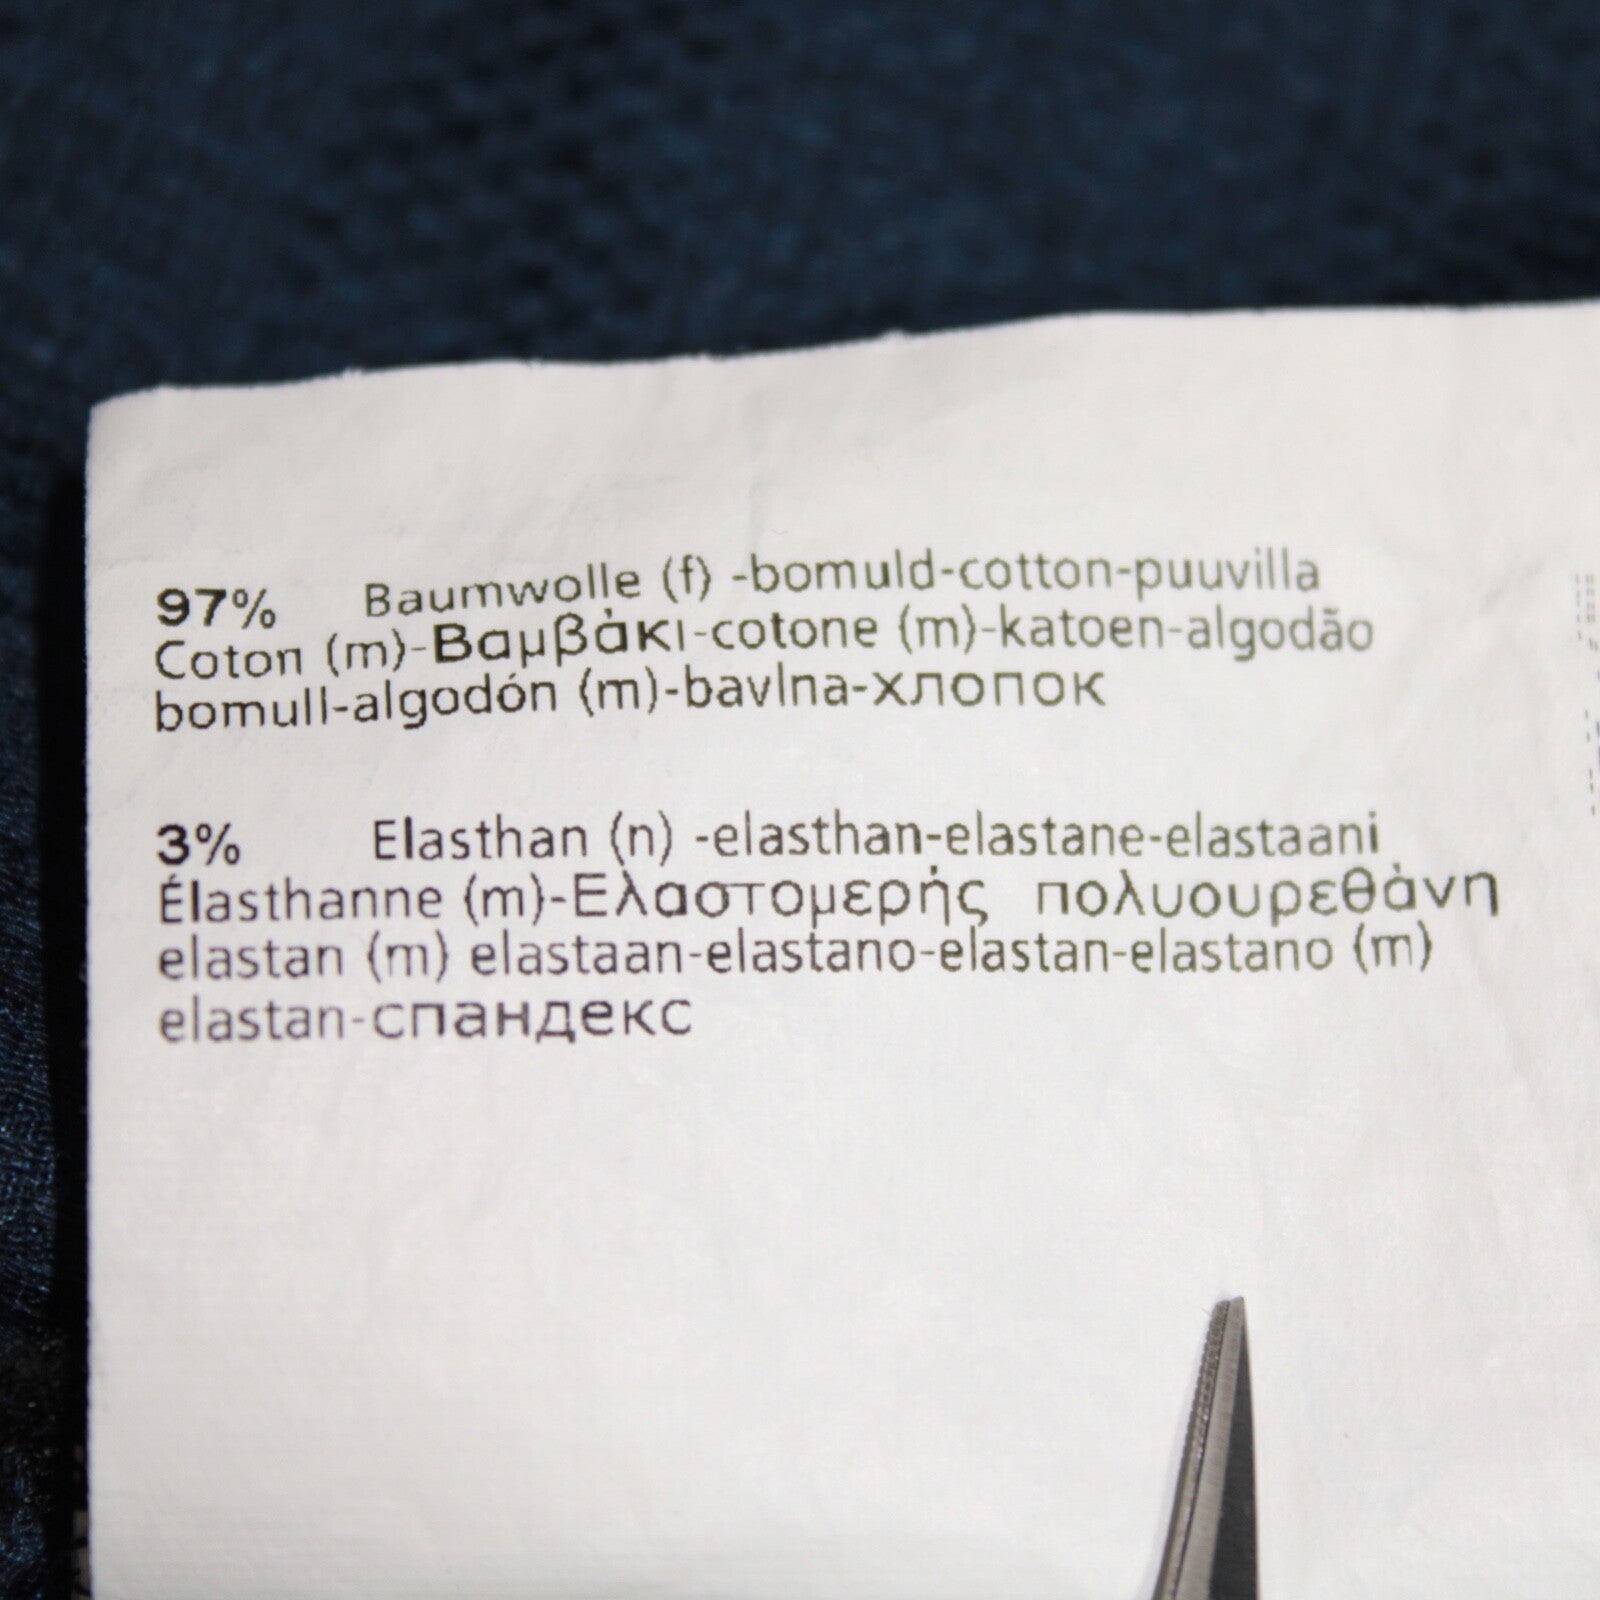 97% Baumwolle (f) -bomuld-cotton-puuvilla
Coton (m)-Βαμβάκι-cotone (m)-katoen-algodão
bomull-algodón (m)-bavlna-хлопок
3% Elasthan (n) -elasthan-elastane-elastaani
Élasthanne (m)-Ελαστομερής πολυουρεθάνη
elastan (m) elastaan-elastano-elastan-elastano (m)
elastan-спандекс